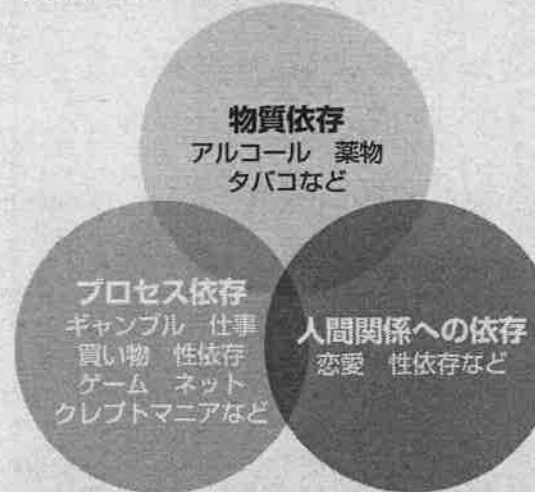 物質依存
アルコール　薬物
タバコなど
プロセス依存
ギャンブル　仕事
買い物　性依存
ゲーム　ネット
クレプトマニアなど
人間関係への依存
恋愛　性依存など